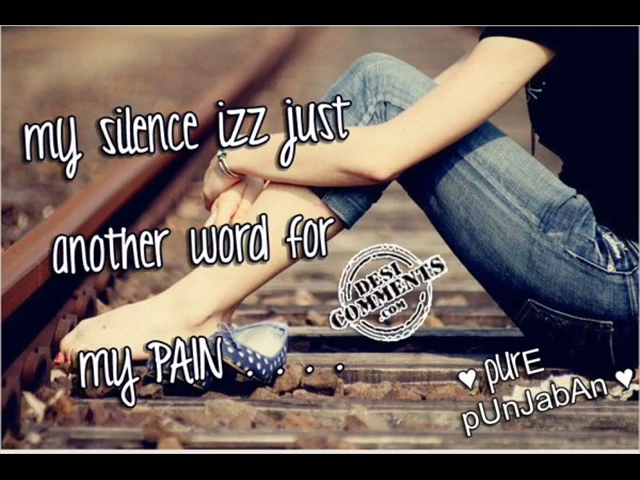 my silence izz just
another word for
my PAIN . . . .
DESI
COMMENTS
.COM
♥ pUrE
pUnJabAn ♥